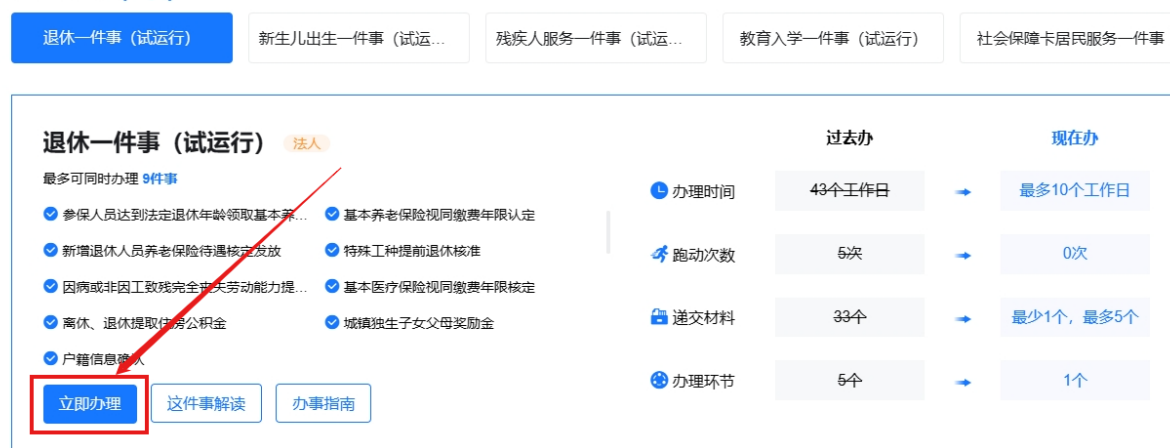 退休一件事（试运行）
新生儿出生一件事（试运...
残疾人服务一件事（试运...
教育入学一件事（试运行）
社会保障卡居民服务一件事
退休一件事（试运行） 法人
最多可同时办理 9件事
参保人员达到法定退休年龄领取基本养...
基本养老保险视同缴费年限认定
新增退休人员养老保险待遇核定发放
特殊工种提前退休核准
因病或非因工致残完全丧失劳动能力提...
基本医疗保险视同缴费年限核定
离休、退休提取住房公积金
城镇独生子女父母奖励金
户籍信息确认
立即办理
这件事解读
办事指南
过去办 现在办
办理时间 43个工作日 最多10个工作日
跑动次数 5次 0次
递交材料 33个 最少1个，最多5个
办理环节 5个 1个